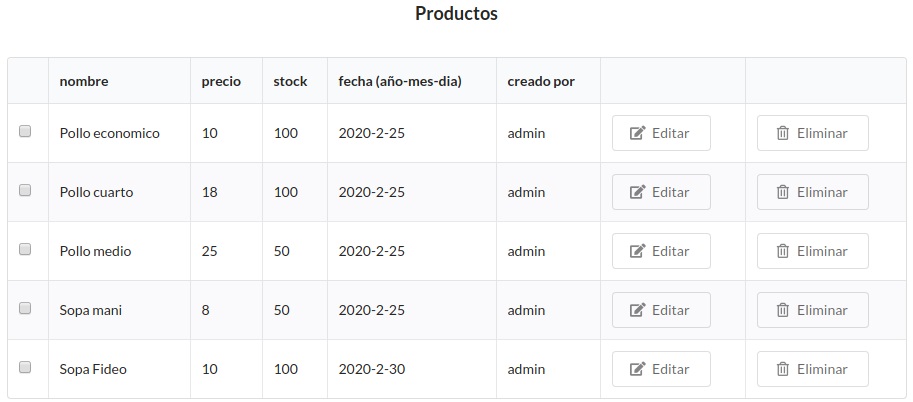 Productos
nombre precio stock fecha (año-mes-dia) creado por
Pollo economico 10 100 2020-2-25 admin Editar Eliminar
Pollo cuarto 18 100 2020-2-25 admin Editar Eliminar
Pollo medio 25 50 2020-2-25 admin Editar Eliminar
Sopa mani 8 50 2020-2-25 admin Editar Eliminar
Sopa Fideo 10 100 2020-2-30 admin Editar Eliminar